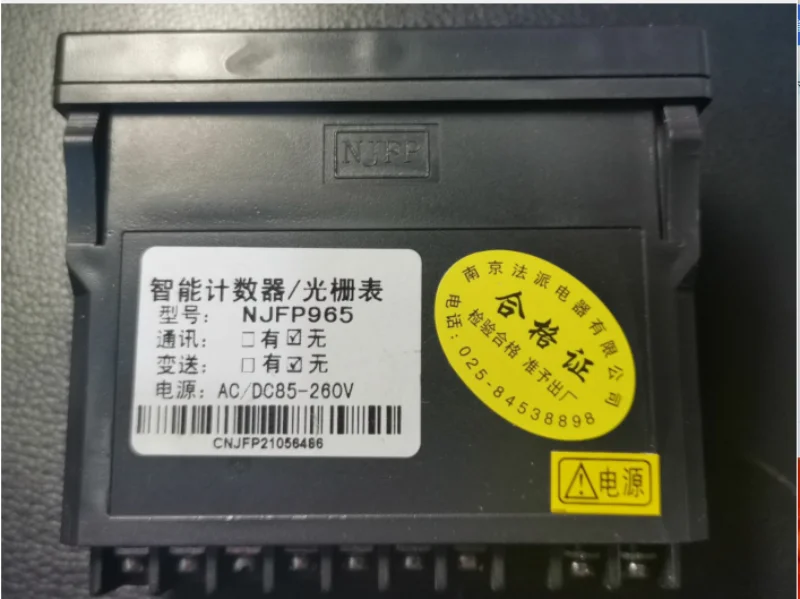 NJFP
智能计数器/光栅表
型号： NJFP965
通讯： □有 ☑无
变送： □有 ☑无
电源： AC/DC85-260V
CNJFP21056486
南京法派电器有限公司
合格证
检验合格 准予出厂
电话：025-84538898
⚠电源